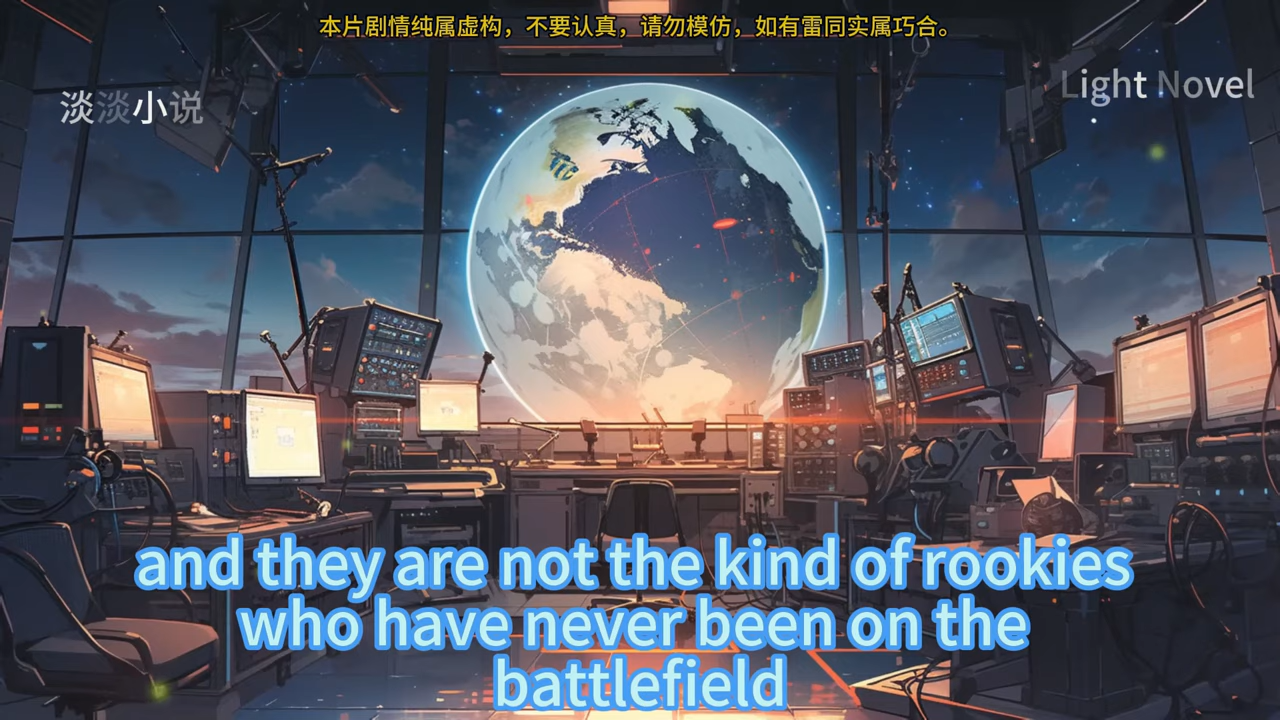 本片剧情纯属虚构，不要认真，请勿模仿，如有雷同实属巧合。
淡淡小说
Light Novel
and they are not the kind of rookies
who have never been on the
battlefield